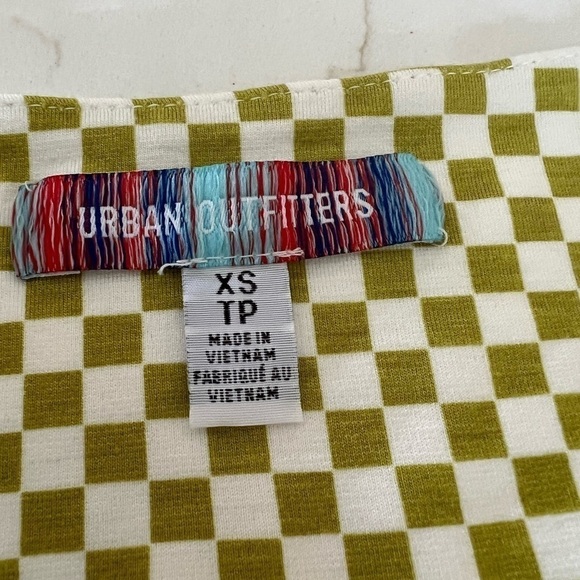 URBAN OUTFITTERS
XS
TP
MADE IN
VIETNAM
FABRIQUÉ AU
VIETNAM